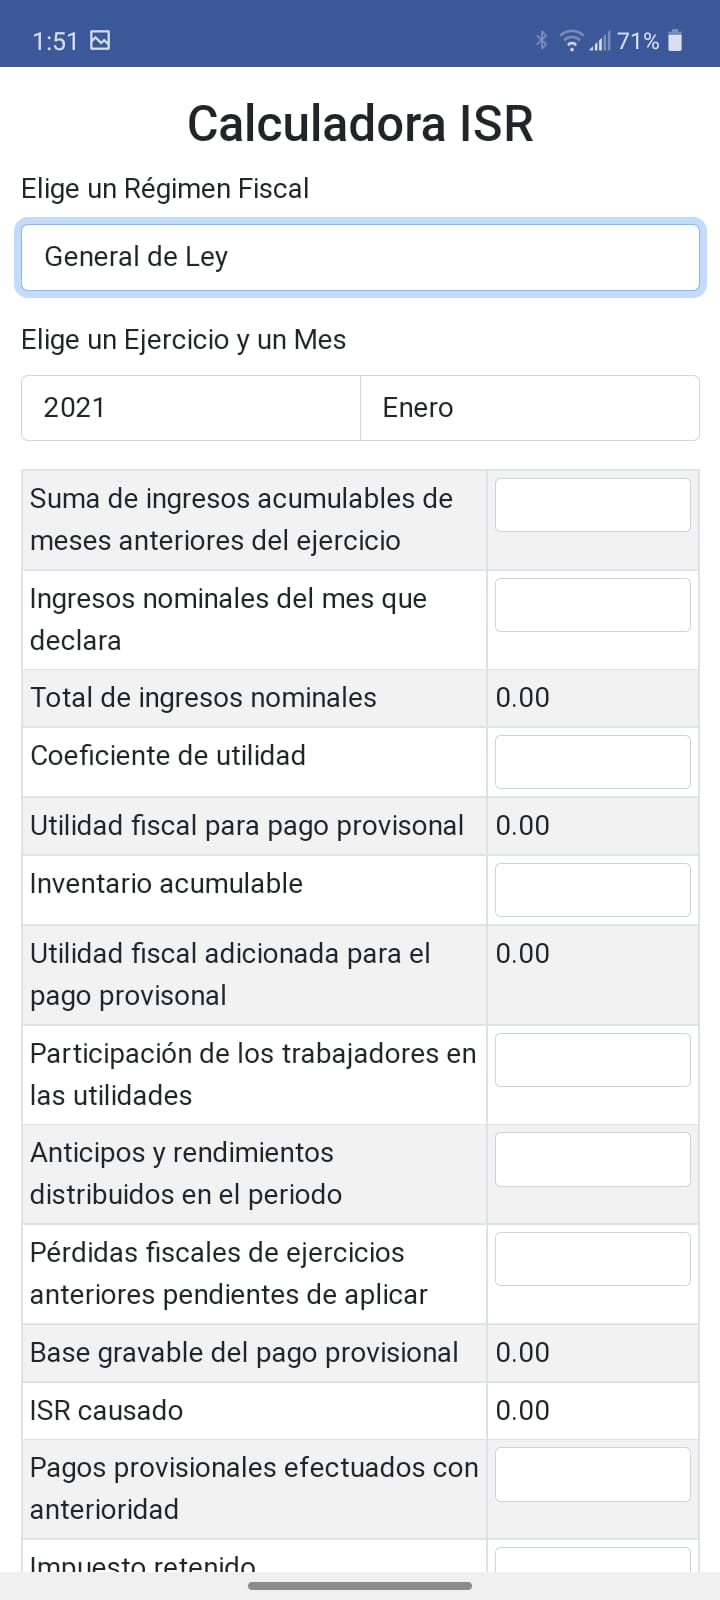 1:51
71%
Calculadora ISR
Elige un Régimen Fiscal
General de Ley
Elige un Ejercicio y un Mes
2021
Enero
Suma de ingresos acumulables de
meses anteriores del ejercicio
Ingresos nominales del mes que
declara
Total de ingresos nominales
0.00
Coeficiente de utilidad
Utilidad fiscal para pago provisonal
0.00
Inventario acumulable
Utilidad fiscal adicionada para el
pago provisonal
0.00
Participación de los trabajadores en
las utilidades
Anticipos y rendimientos
distribuidos en el periodo
Pérdidas fiscales de ejercicios
anteriores pendientes de aplicar
Base gravable del pago provisional
0.00
ISR causado
0.00
Pagos provisionales efectuados con
anterioridad
Impuesto retenido